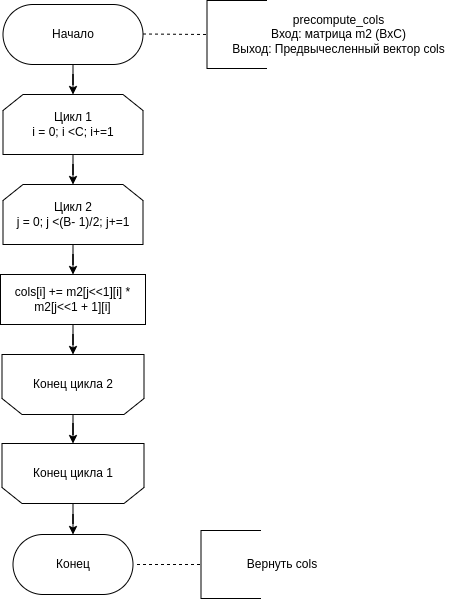 Начало
precompute_cols
Вход: матрица m2 (BxC)
Выход: Предвычесленный вектор cols
Цикл 1
i = 0; i <C; i+=1
Цикл 2
j = 0; j <(B- 1)/2; j+=1
cols[i] += m2[j<<1][i] *
m2[j<<1 + 1][i]
Конец цикла 2
Конец цикла 1
Конец
Вернуть cols